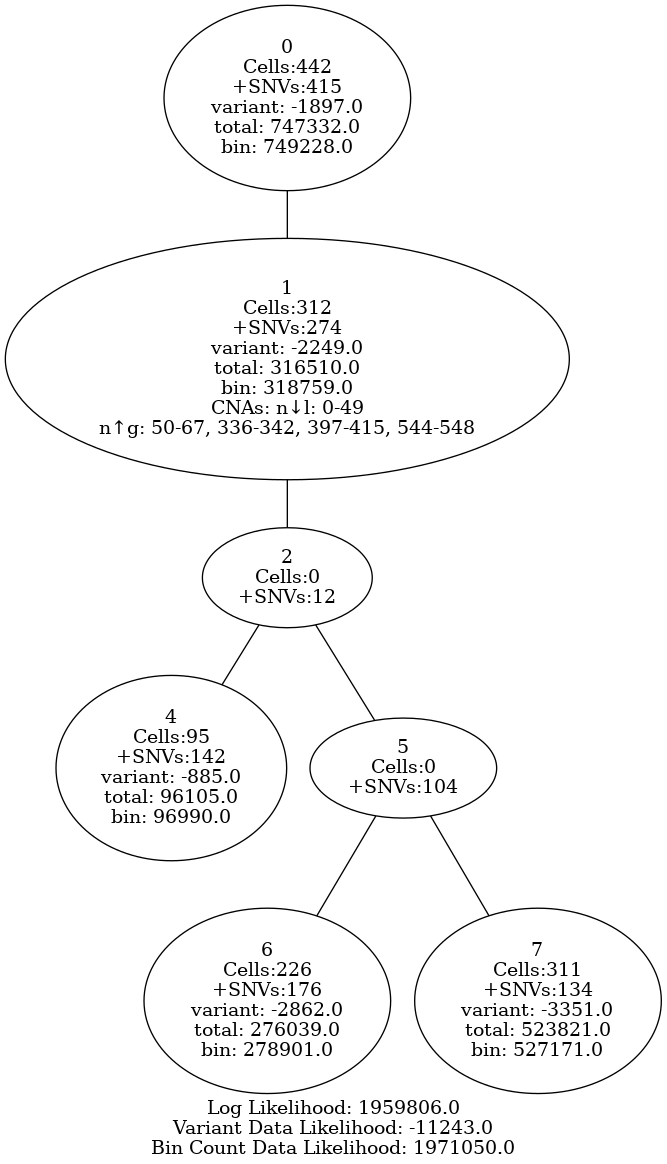 0
Cells:442
+SNVs:415
variant: -1897.0
total: 747332.0
bin: 749228.0
1
Cells:312
+SNVs:274
variant: -2249.0
total: 316510.0
bin: 318759.0
CNAs: n↓l: 0-49
n↑g: 50-67, 336-342, 397-415, 544-548
2
Cells:0
+SNVs:12
4
Cells:95
+SNVs:142
variant: -885.0
total: 96105.0
bin: 96990.0
5
Cells:0
+SNVs:104
6
Cells:226
+SNVs:176
variant: -2862.0
total: 276039.0
bin: 278901.0
7
Cells:311
+SNVs:134
variant: -3351.0
total: 523821.0
bin: 527171.0
Log Likelihood: 1959806.0
Variant Data Likelihood: -11243.0
Bin Count Data Likelihood: 1971050.0